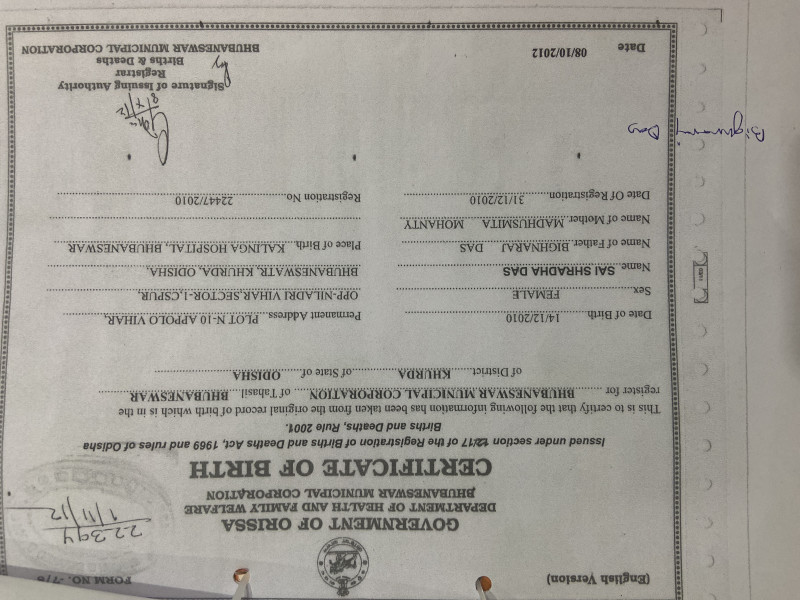 (English Version)
FORM NO. -7/8
GOVERNMENT OF ORISSA
DEPARTMENT OF HEALTH AND FAMILY WELFARE
BHUBANESWAR MUNICIPAL CORPORATION
22394
1/11/12
CERTIFICATE OF BIRTH
Issued under section 12/17 of the Registration of Births and Deaths Act, 1969 and rules of Odisha
Births and Deaths, Rule 2001.
This is to certify that the following information has been taken from the original record of birth which is in the
register for BHUBANESWAR MUNICIPAL CORPORATION of Tahasil BHUBANESWAR
of District of KHURDA of State of ODISHA
Date of Birth 14/12/2010
Sex FEMALE
Name SAI SHRADHA DAS
Name of Father BIGHNARAJ DAS
Name of Mother MADHUSMITA MOHANTY
Date Of Registration 31/12/2010
Permanent Address PLOT N-10 APPOLO VIHAR,
OPP-NILADRI VIHAR,SECTOR-1,CSPUR,
BHUBANESWATR, KHURDA, ODISHA,
Place of Birth KALINGA HOSPITAL, BHUBANESWAR
Registration No 22447/2010
Das
8/X/12
Date 08/10/2012
Signature of Issuing Authority
Registrar
Births & Deaths
BHUBANESWAR MUNICIPAL CORPORATION